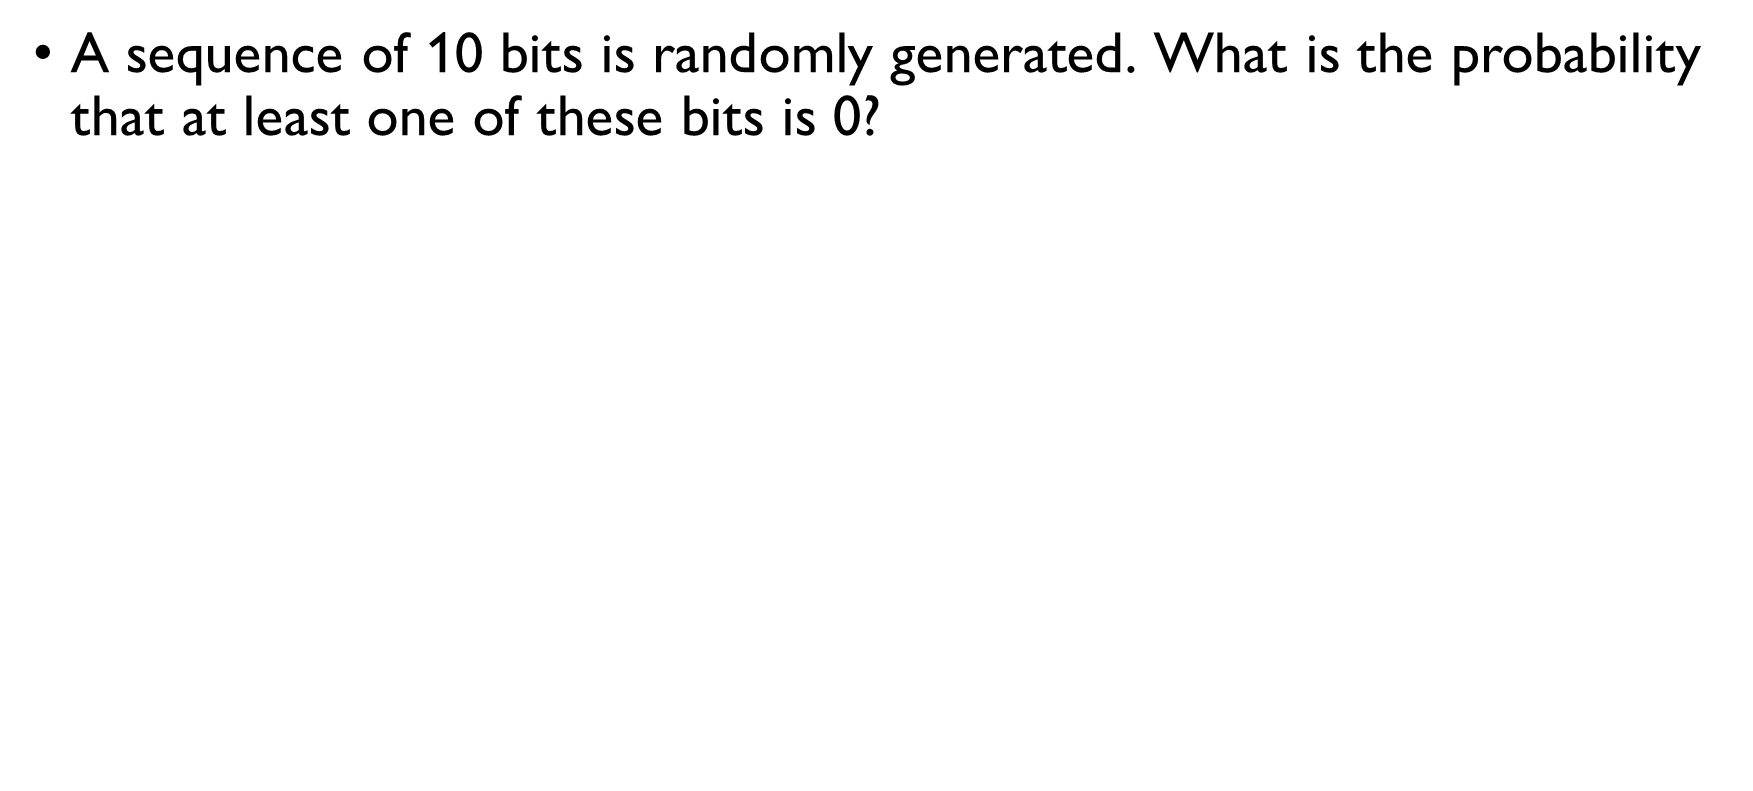 • A sequence of 10 bits is randomly generated. What is the probability
that at least one of these bits is 0?